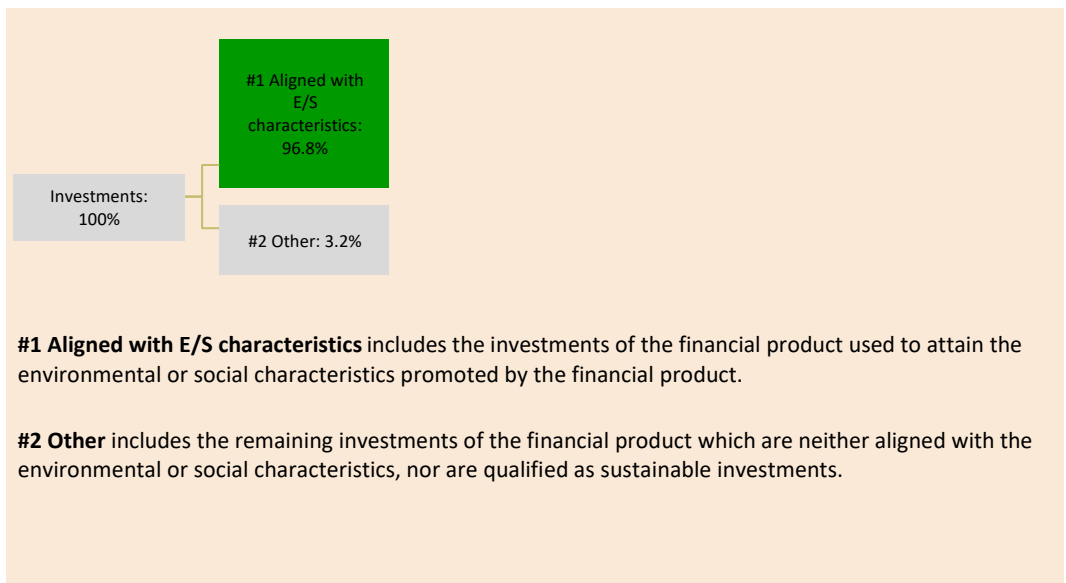 #1 Aligned with
E/S
characteristics:
96.8%
Investments:
100%
#2 Other: 3.2%
#1 Aligned with E/S characteristics includes the investments of the financial product used to attain the
environmental or social characteristics promoted by the financial product.
#2 Other includes the remaining investments of the financial product which are neither aligned with the
environmental or social characteristics, nor are qualified as sustainable investments.